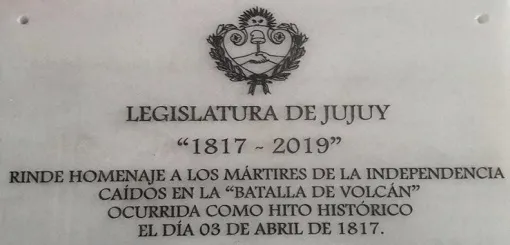 LEGISLATURA DE JUJUY
"1817 - 2019"
RINDE HOMENAJE A LOS MÁRTIRES DE LA INDEPENDENCIA
CAÍDOS EN LA "BATALLA DE VOLCÁN"
OCURRIDA COMO HITO HISTÓRICO
EL DÍA 03 DE ABRIL DE 1817.